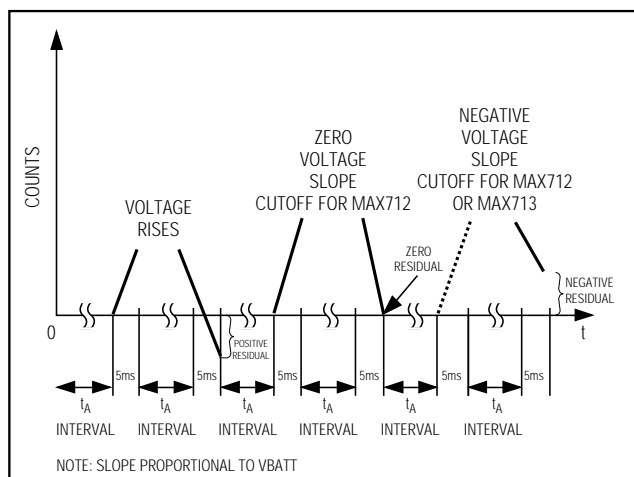 COUNTS
0
t
VOLTAGE
RISES
ZERO
VOLTAGE
SLOPE
CUTOFF FOR MAX712
NEGATIVE
VOLTAGE
SLOPE
CUTOFF FOR MAX712
OR MAX713
ZERO
RESIDUAL
NEGATIVE
RESIDUAL
POSITIVE
RESIDUAL
5ms
5ms
5ms
5ms
5ms
5ms
tA
INTERVAL
tA
INTERVAL
tA
INTERVAL
tA
INTERVAL
tA
INTERVAL
tA
INTERVAL
NOTE: SLOPE PROPORTIONAL TO VBATT